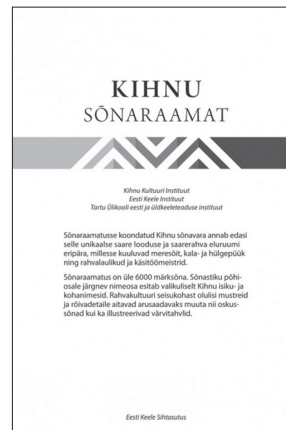 KIHNU
SÕNARAAMAT
Kihnu Kultuuri Instituut
Eesti Keele Instituut
Tartu Ülikooli eesti ja üldkeeleteaduse instituut
Sõnaraamatusse koondatud Kihnu sõnavara annab edasi
selle unikaalse saare looduse ja saarerahva eluruumi
eripära, millesse kuuluvad meresõit, kala- ja hülgepüük
ning rahvalaulikud ja käsitöömeistrid.
Sõnaraamatus on üle 6000 märksõna. Sõnastiku põhi-
osale järgnev nimeosa esitab valikuliselt Kihnu isiku- ja
kohanimesid. Rahvakultuuri seisukohast olulisi mustreid
ja rõivadetaile aitavad arusaadavaks muuta nii oskus-
sõnad kui ka illustreerivad värvitahvlid.
Eesti Keele Sihtasutus